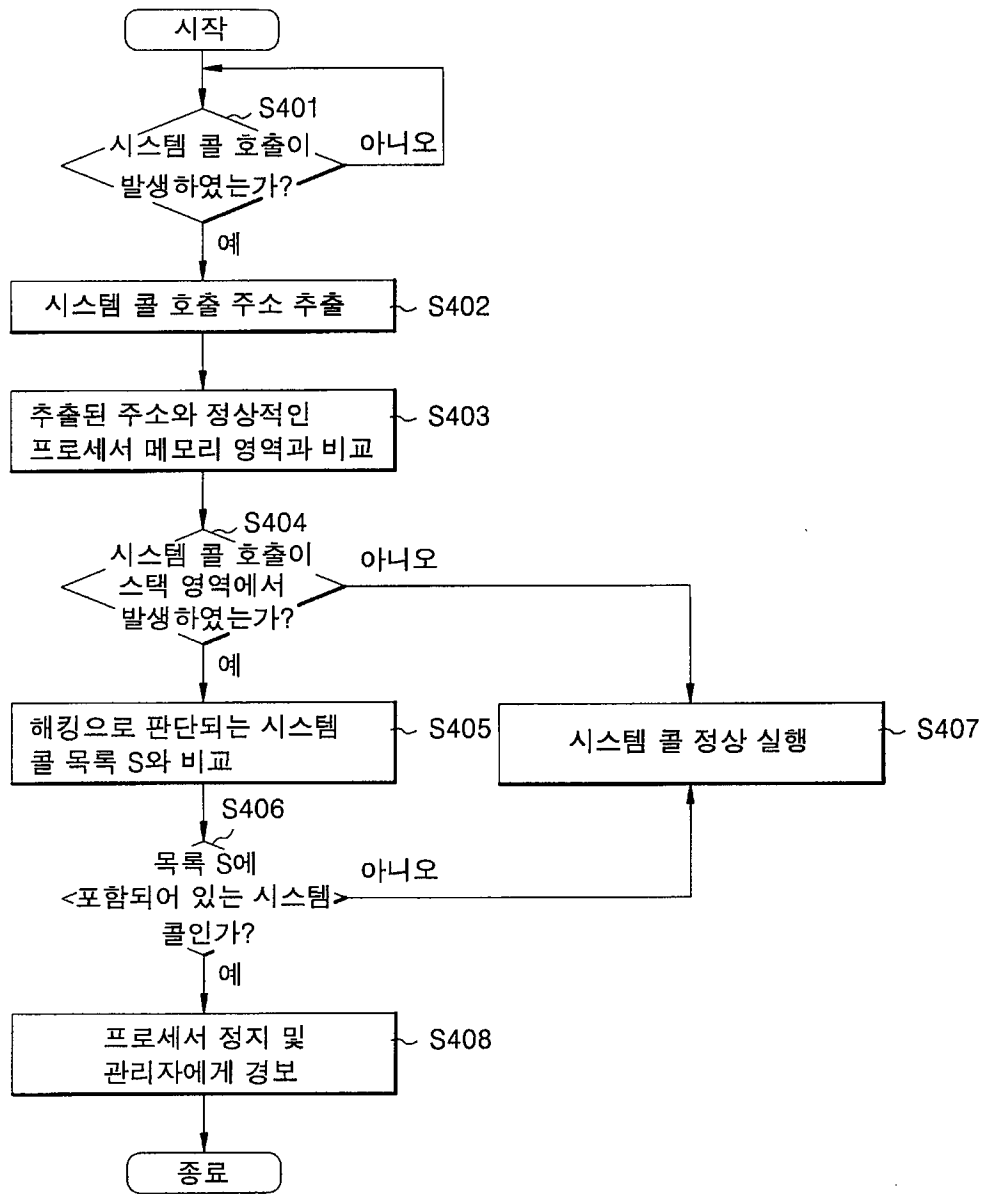 시작
S401
시스템 콜 호출이
발생하였는가?
아니오
예
시스템 콜 호출 주소 추출
S402
추출된 주소와 정상적인
프로세서 메모리 영역과 비교
S403
S404
시스템 콜 호출이
스택 영역에서
발생하였는가?
아니오
예
해킹으로 판단되는 시스템
콜 목록 S와 비교
S405
시스템 콜 정상 실행
S407
S406
목록 S에
포함되어 있는 시스템
콜인가?
아니오
예
프로세서 정지 및
관리자에게 경보
S408
종료